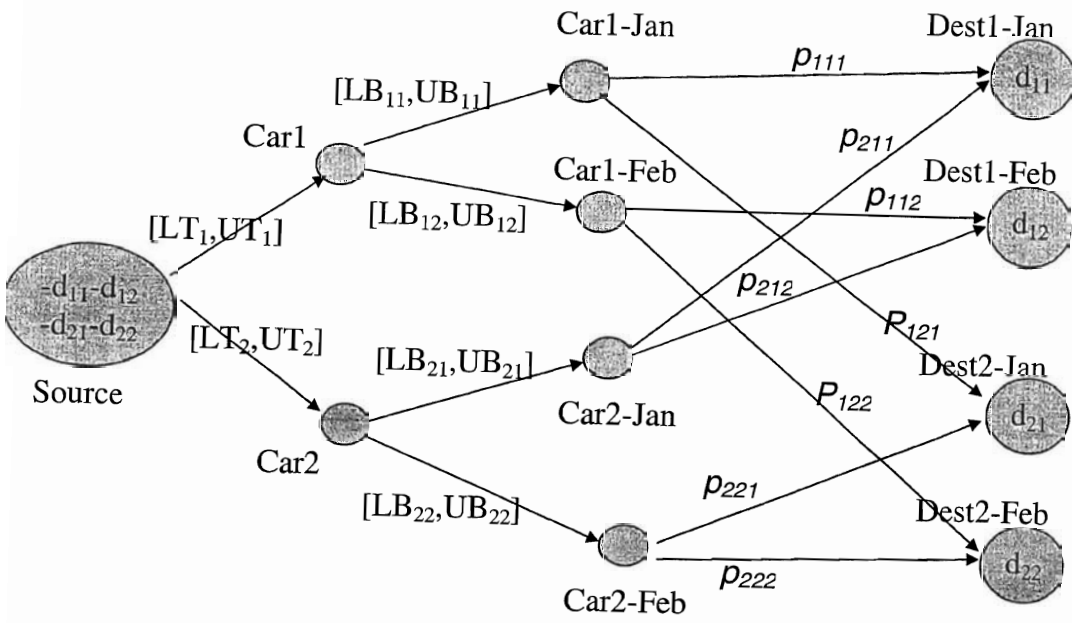 Car1-Jan
Dest1-Jan
p111
d11
[LB11,UB11]
Car1
p211
Car1-Feb
Dest1-Feb
p112
[LB12,UB12]
d12
[LT1,UT1]
-d11-d12
-d21-d22
p212
[LT2,UT2]
P121
[LB21,UB21]
Dest2-Jan
Source
P122
Car2-Jan
d21
Car2
p221
[LB22,UB22]
Dest2-Feb
p222
d22
Car2-Feb